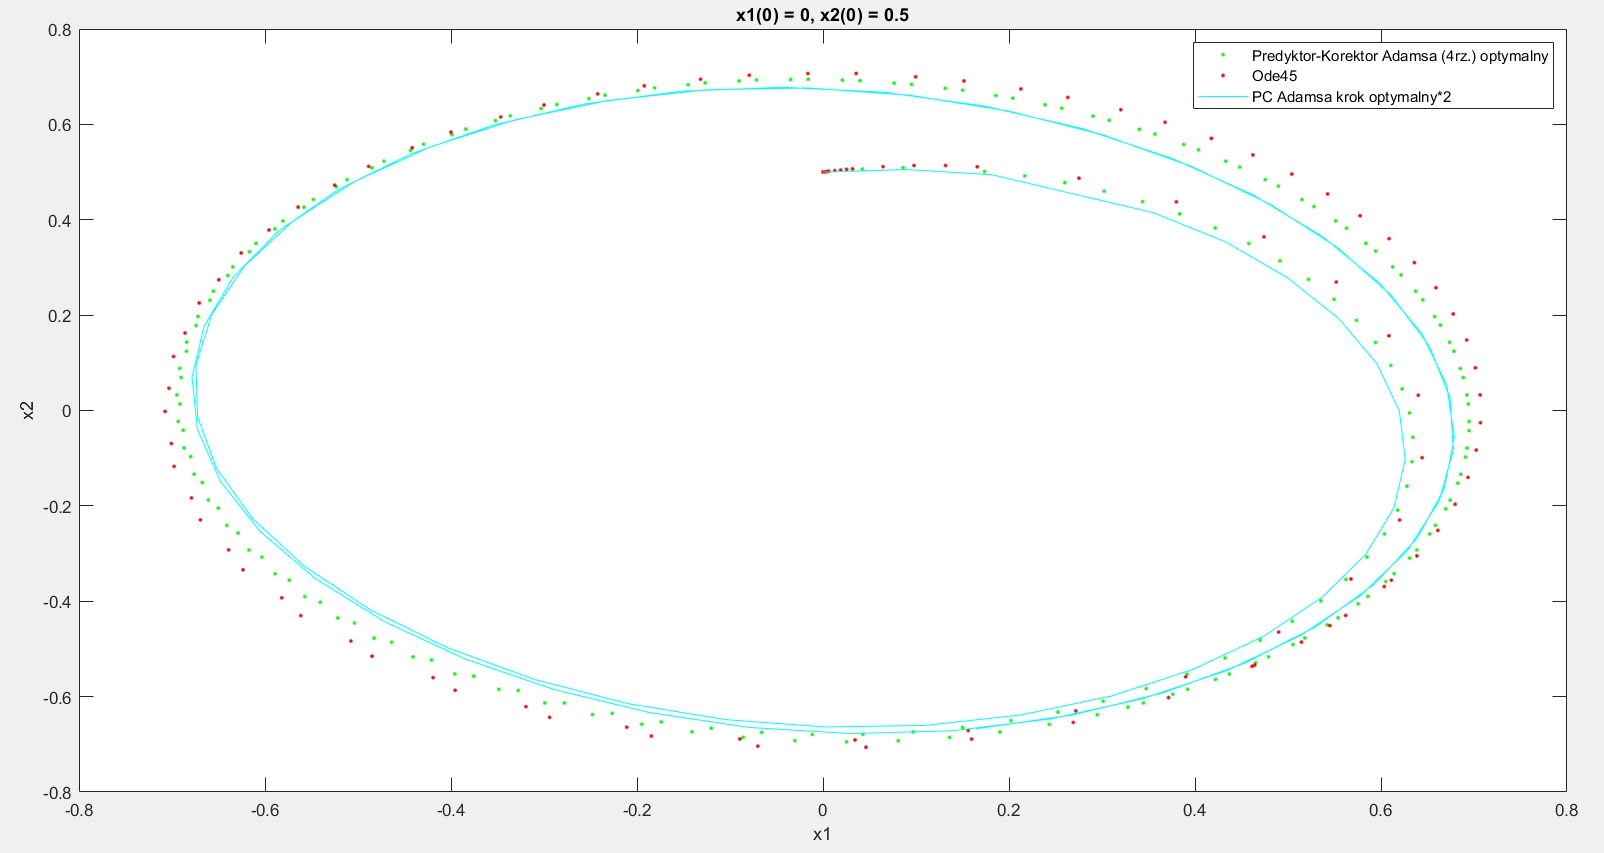 x1(0) = 0, x2(0) = 0.5
Predyktor-Korektor Adamsa (4rz.) optymalny
Ode45
PC Adamsa krok optymalny*2
0.8
0.6
0.4
0.2
0
-0.2
-0.4
-0.6
-0.8
x2
-0.8 -0.6 -0.4 -0.2 0 0.2 0.4 0.6 0.8
x1